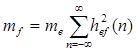 m_f = m_e \sum_{n=-\infty}^{\infty} h_{ef}^2(n)